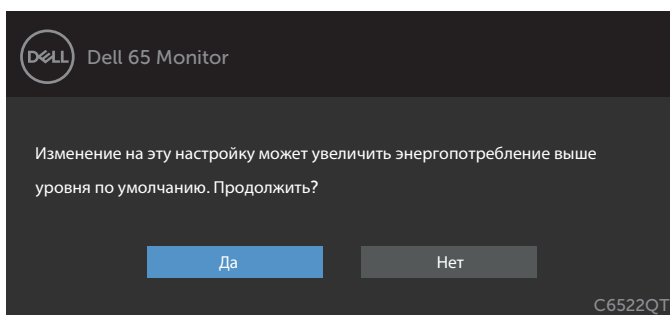 DELL
Dell 65 Monitor
Изменение на эту настройку может увеличить энергопотребление выше
уровня по умолчанию. Продолжить?
Да
Нет
C6522QT